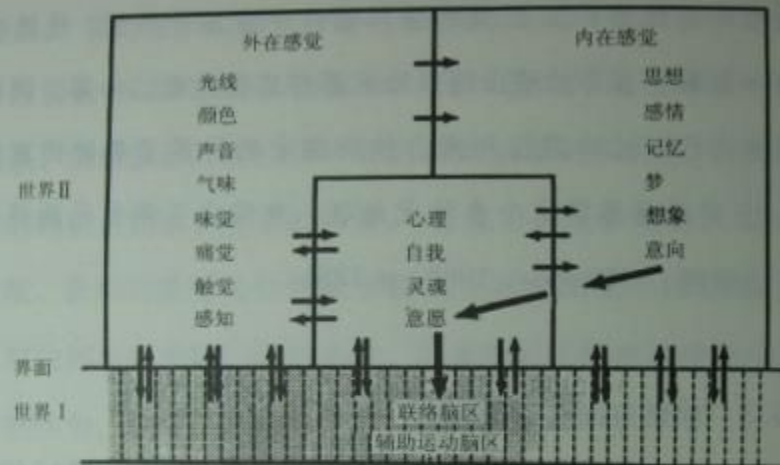 外在感觉
内在感觉
光线
颜色
声音
气味
味觉
痛觉
触觉
感知
思想
感情
记忆
梦
想象
意向
心理
自我
灵魂
意愿
世界Ⅱ
界面
世界Ⅰ
联络脑区
辅助运动脑区